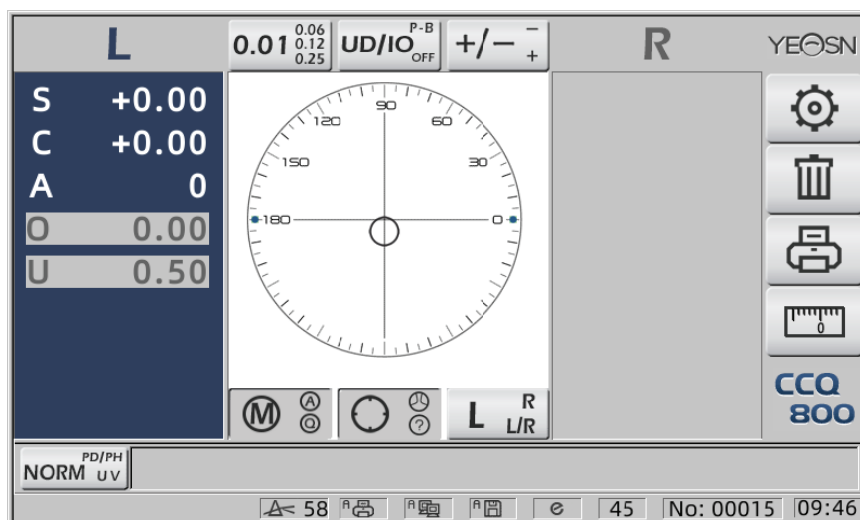 L
0.01 0.06 0.12 0.25
UD/IO P-B OFF
+/− − +
R
YEOSN
S +0.00
C +0.00
A 0
O 0.00
U 0.50
90
120 60
150 30
180 0
0
M A Q
?
L R L/R
CCQ 800
NORM PD/PH UV
58 A A A e 45 No: 00015 09:46